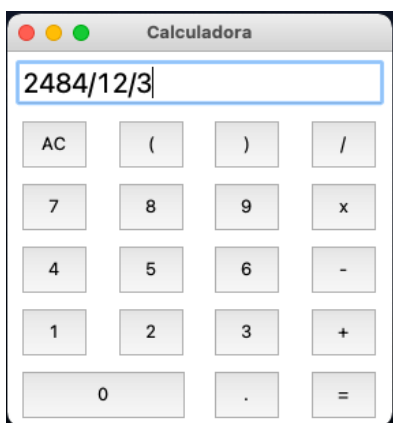 Calculadora
2484/12/3
AC ( ) /
7 8 9 x
4 5 6 -
1 2 3 +
0 . =